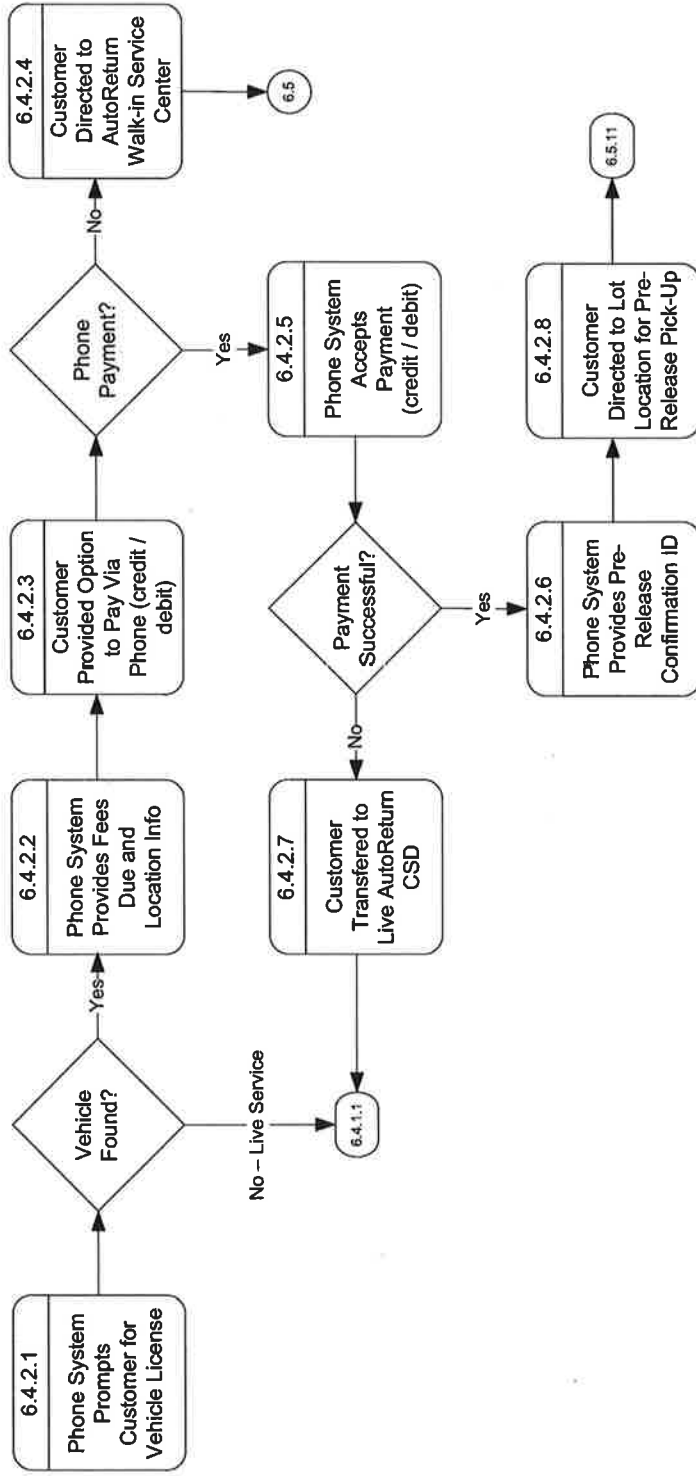 6.4.2.1
Phone System
Prompts
Customer for
Vehicle License
Vehicle
Found?
Yes
No – Live Service
6.4.2.2
Phone System
Provides Fees
Due and
Location Info
6.4.2.3
Customer
Provided Option
to Pay Via
Phone (credit /
debit)
Phone
Payment?
No
Yes
6.4.2.4
Customer
Directed to
AutoReturn
Walk-in Service
Center
6.5
6.4.2.5
Phone System
Accepts
Payment
(credit / debit)
Payment
Successful?
No
Yes
6.4.2.7
Customer
Transfered to
Live AutoReturn
CSD
6.4.1.1
6.4.2.6
Phone System
Provides Pre-
Release
Confirmation ID
6.4.2.8
Customer
Directed to Lot
Location for Pre-
Release Pick-Up
6.5.11